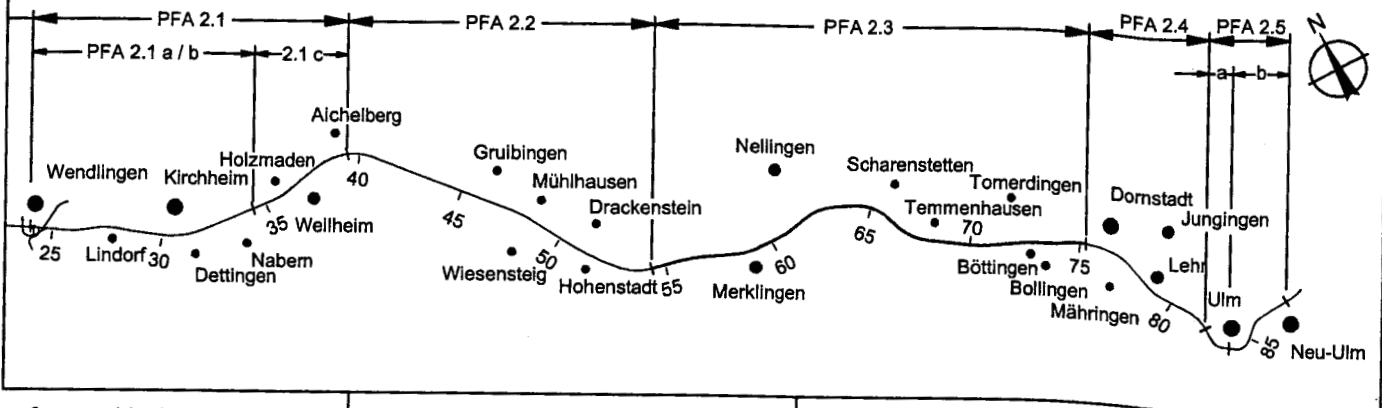 PFA 2.1
PFA 2.2
PFA 2.3
PFA 2.4
PFA 2.5
N
PFA 2.1 a / b
2.1 c
a
b
Aichelberg
Holzmaden
Wendlingen
Kirchheim
40
Gruibingen
Mühlhausen
Nellingen
Scharenstetten
Tomerdingen
Dornstadt
Jungingen
35
Wellheim
45
Drackenstein
Temmenhausen
65
70
25
Lindorf
30
Nabern
Dettingen
50
Wiesensteig
Hohenstadt
55
60
Merklingen
Böttingen
75
Lehr
Bollingen
Mähringen
80
Ulm
85
Neu-Ulm